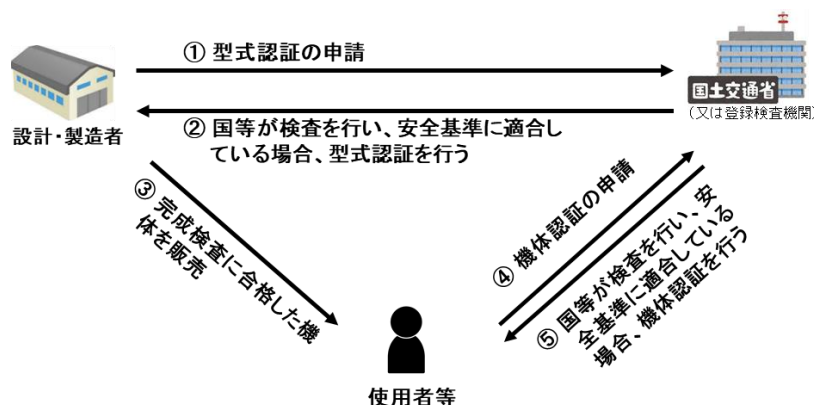 ① 型式認証の申請
国土交通省
(又は登録検査機関)
設計・製造者
② 国等が検査を行い、安全基準に適合し
ている場合、型式認証を行う
③ 完成検査に合格した機
体を販売
④ 機体認証の申請
⑤ 国等が検査を行い、安
全基準に適合している
場合、機体認証を行う
使用者等